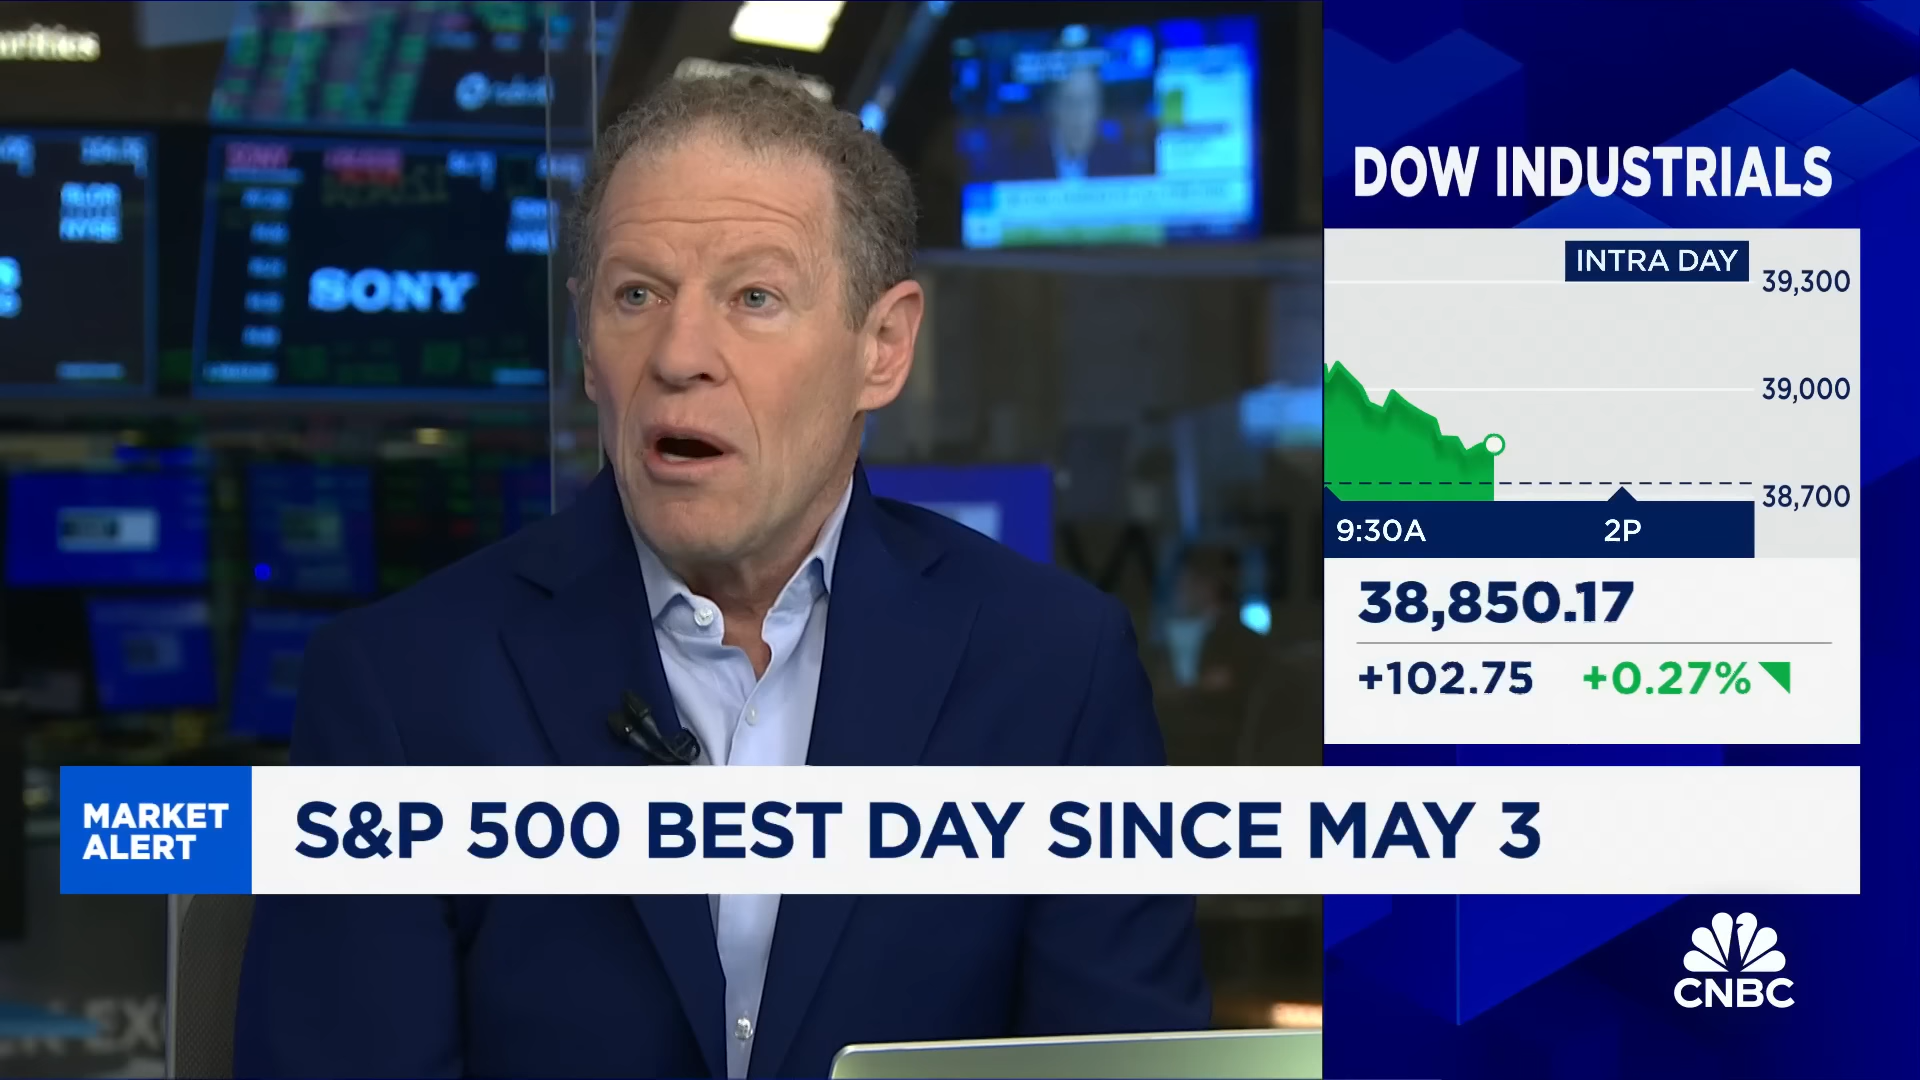 SONY
DOW INDUSTRIALS
INTRA DAY
39,300
39,000
38,700
9:30A
2P
38,850.17
+102.75
+0.27%
MARKET
ALERT
S&P 500 BEST DAY SINCE MAY 3
CNBC